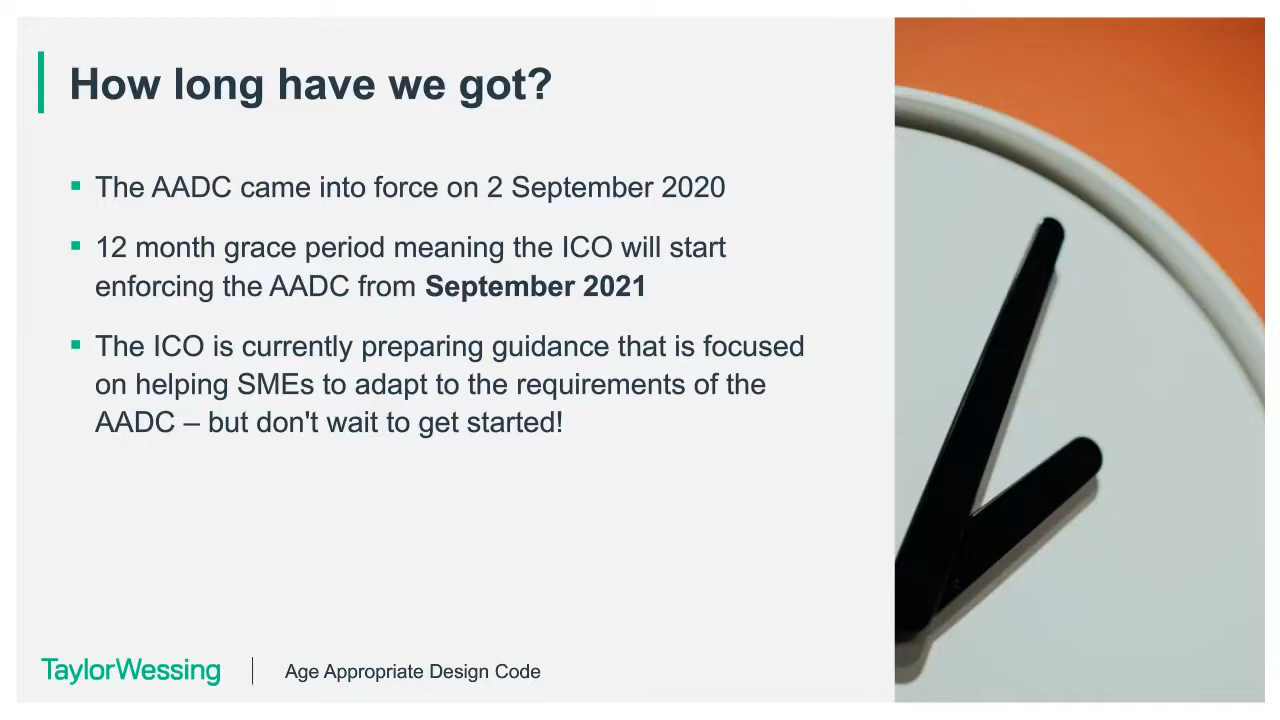 How long have we got?
The AADC came into force on 2 September 2020
12 month grace period meaning the ICO will start
enforcing the AADC from September 2021
The ICO is currently preparing guidance that is focused
on helping SMEs to adapt to the requirements of the
AADC – but don't wait to get started!
TaylorWessing
Age Appropriate Design Code